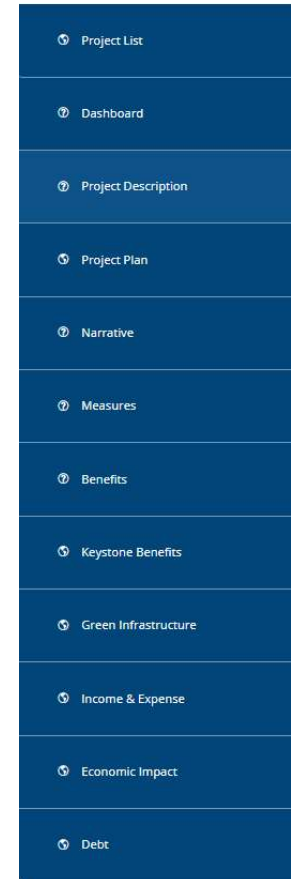 Project List
Dashboard
Project Description
Project Plan
Narrative
Measures
Benefits
Keystone Benefits
Green Infrastructure
Income & Expense
Economic Impact
Debt